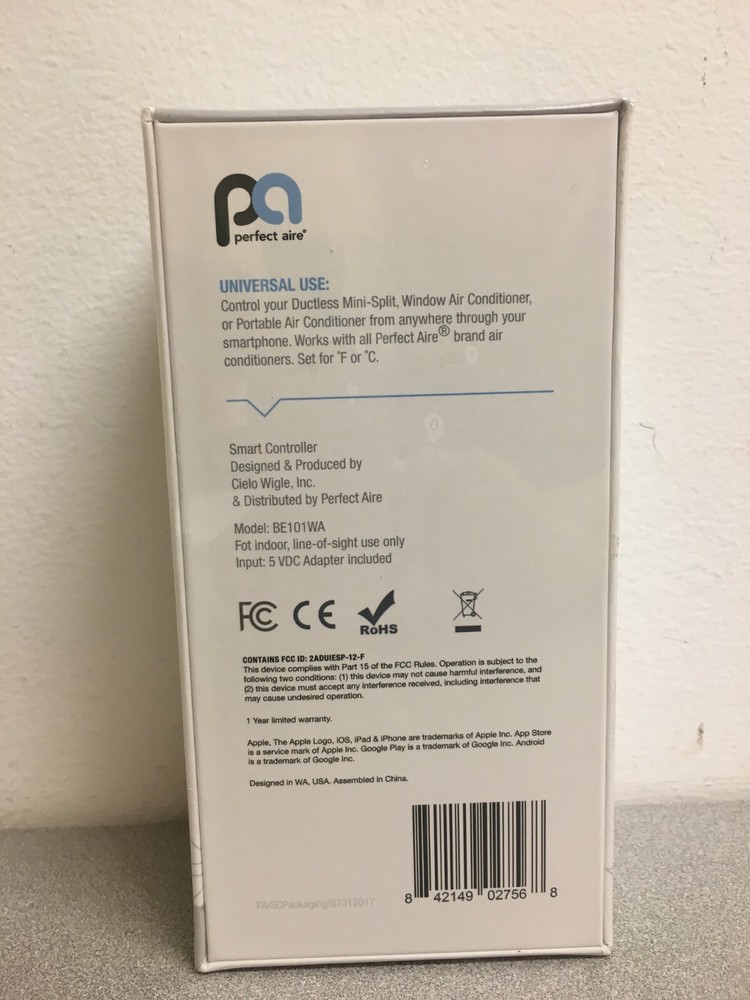 pa
perfect aire®
UNIVERSAL USE:
Control your Ductless Mini-Split, Window Air Conditioner,
or Portable Air Conditioner from anywhere through your
smartphone. Works with all Perfect Aire® brand air
conditioners. Set for °F or °C.
Smart Controller
Designed & Produced by
Cielo Wigle, Inc.
& Distributed by Perfect Aire
Model: BE101WA
Fot indoor, line-of-sight use only
Input: 5 VDC Adapter included
FC CE RoHS
CONTAINS FCC ID: 2ADUIESP-12-F
This device complies with Part 15 of the FCC Rules. Operation is subject to the
following two conditions: (1) this device may not cause harmful interference, and
(2) this device must accept any interference received, including interference that
may cause undesired operation.
1 Year limited warranty.
Apple, The Apple Logo, iOS, iPad & iPhone are trademarks of Apple Inc. App Store
is a service mark of Apple Inc. Google Play is a trademark of Google Inc. Android
is a trademark of Google Inc.
Designed in WA, USA. Assembled in China.
PA/SCPackaging/07312017
8 42149 02756 8